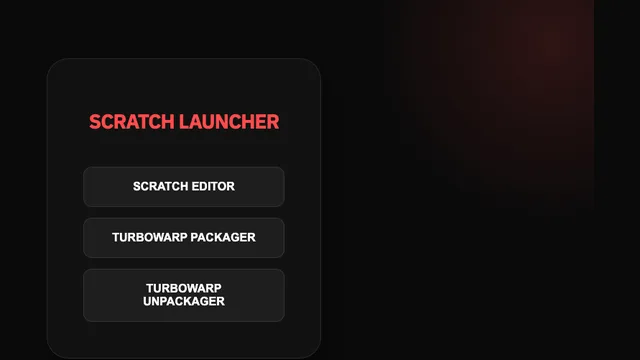 SCRATCH LAUNCHER
SCRATCH EDITOR
TURBOWARP PACKAGER
TURBOWARP
UNPACKAGER